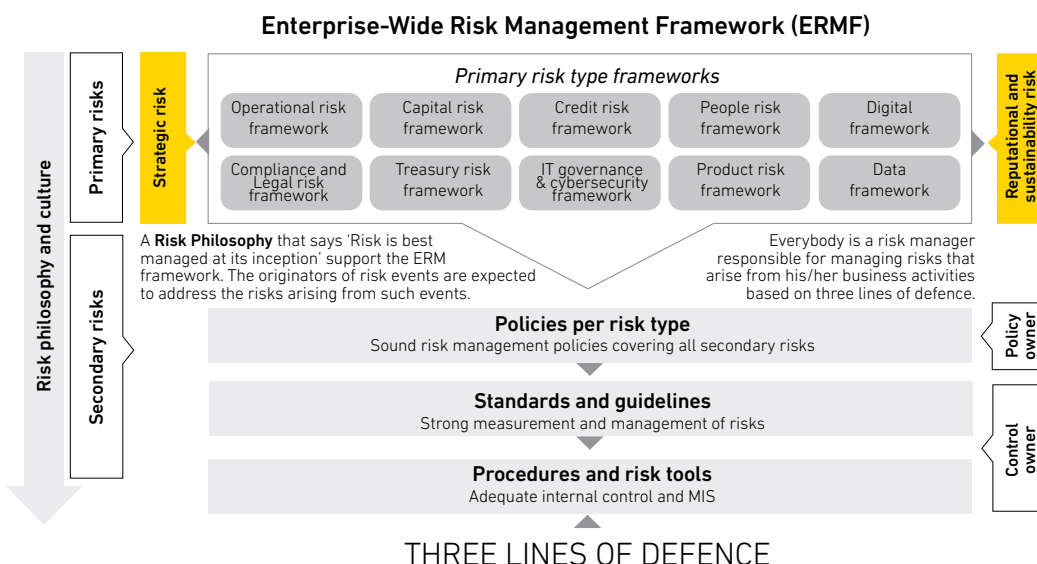 Enterprise-Wide Risk Management Framework (ERMF)
Risk philosophy and culture
Primary risks
Secondary risks
Strategic risk
Primary risk type frameworks
Operational risk
framework
Capital risk
framework
Credit risk
framework
People risk
framework
Digital
framework
Compliance and
Legal risk
framework
Treasury risk
framework
IT governance
& cybersecurity
framework
Product risk
framework
Data
framework
Reputational and
sustainability risk
A Risk Philosophy that says ‘Risk is best
managed at its inception’ support the ERM
framework. The originators of risk events are expected
to address the risks arising from such events.
Everybody is a risk manager
responsible for managing risks that
arise from his/her business activities
based on three lines of defence.
Policies per risk type
Sound risk management policies covering all secondary risks
Policy
owner
Standards and guidelines
Strong measurement and management of risks
Procedures and risk tools
Adequate internal control and MIS
Control
owner
THREE LINES OF DEFENCE